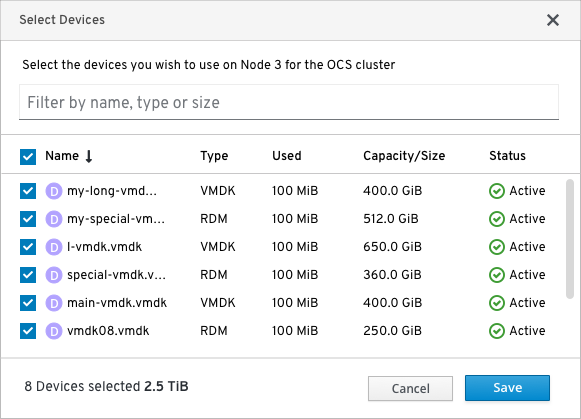 Select Devices
Select the devices you wish to use on Node 3 for the OCS cluster
Filter by name, type or size
Name Type Used Capacity/Size Status
D my-long-vmd... VMDK 100 MiB 400.0 GiB Active
D my-special-vm... RDM 100 MiB 512.0 GiB Active
D l-vmdk.vmdk VMDK 100 MiB 650.0 GiB Active
D special-vmdk.v... RDM 100 MiB 360.0 GiB Active
D main-vmdk.vmdk VMDK 100 MiB 400.0 GiB Active
D vmdk08.vmdk RDM 100 MiB 250.0 GiB Active
8 Devices selected 2.5 TiB Cancel Save